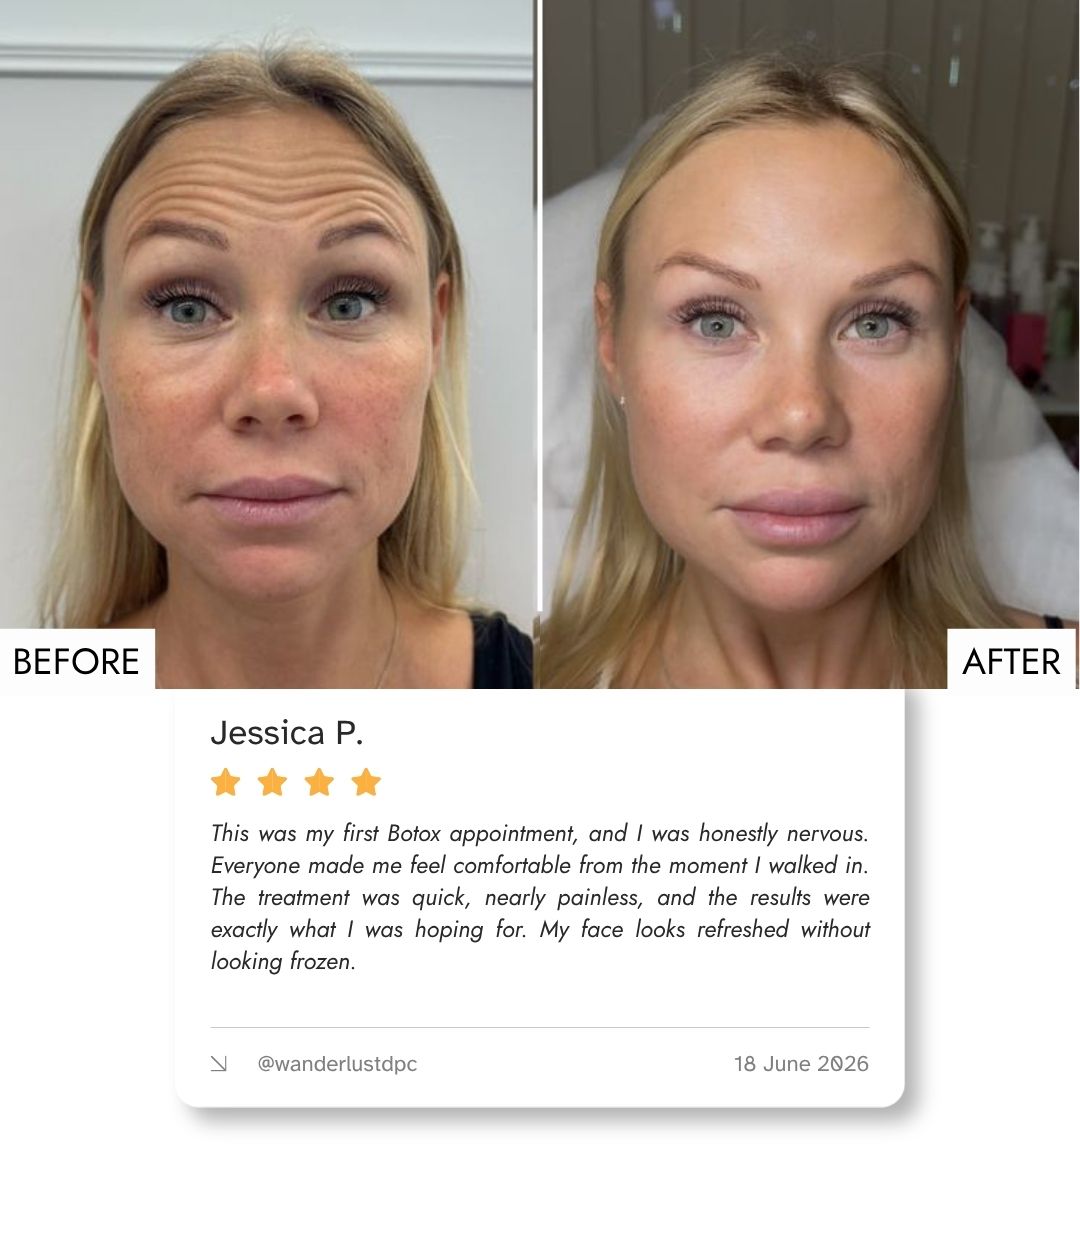 BEFORE
AFTER
Jessica P.
This was my first Botox appointment, and I was honestly nervous.
Everyone made me feel comfortable from the moment I walked in.
The treatment was quick, nearly painless, and the results were
exactly what I was hoping for. My face looks refreshed without
looking frozen.
@wanderlustdpc
18 June 2026